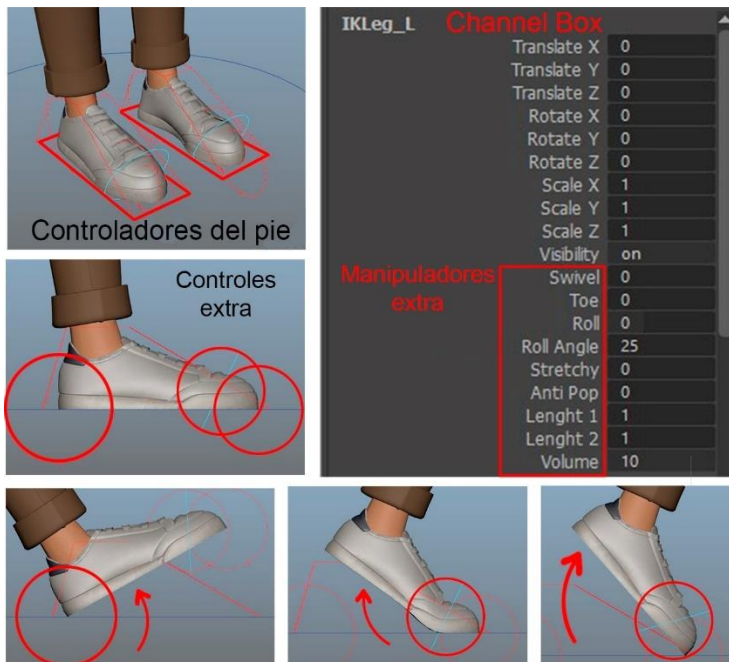 Controladores del pie
Controles
extra
IKLeg_L Channel Box
Translate X 0
Translate Y 0
Translate Z 0
Rotate X 0
Rotate Y 0
Rotate Z 0
Scale X 1
Scale Y 1
Scale Z 1
Visibility on
Manipuladores
extra
Swivel 0
Toe 0
Roll 0
Roll Angle 25
Stretchy 0
Anti Pop 0
Lenght 1 1
Lenght 2 1
Volume 10